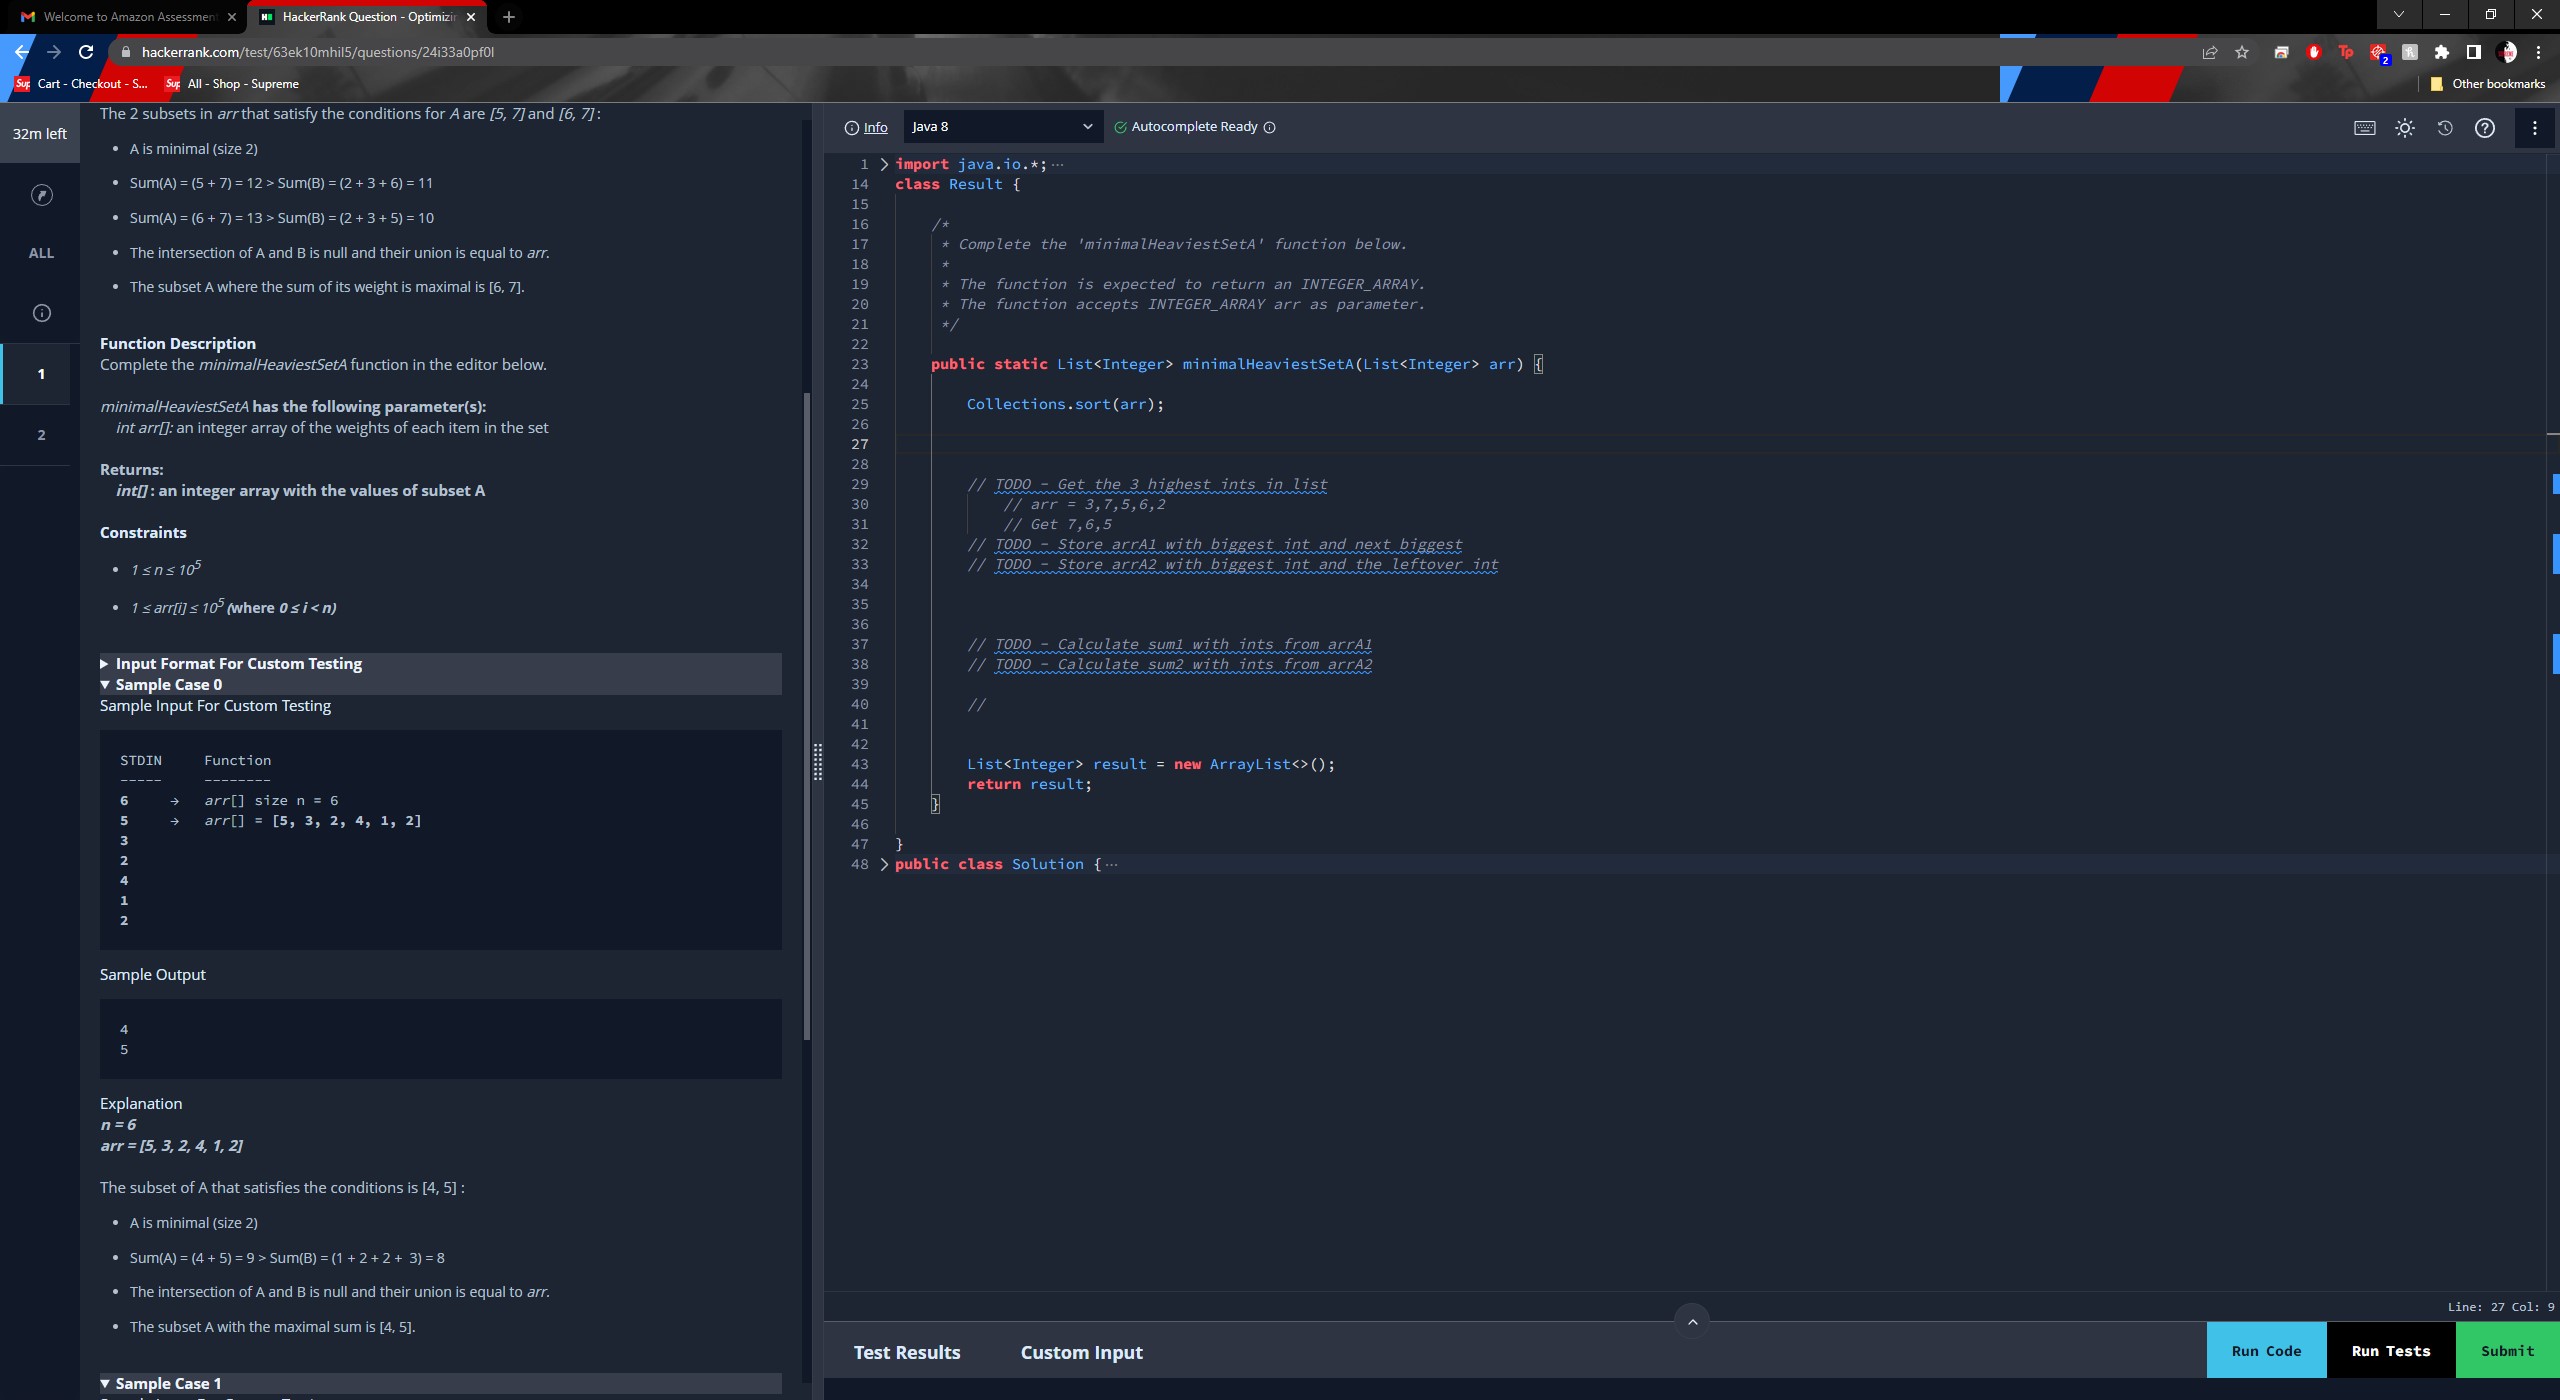 Welcome to Amazon Assessment
HackerRank Question - Optimizin
hackerrank.com/test/63ek10mhil5/questions/24i33a0pf0l
Cart - Checkout - S...
All - Shop - Supreme
Other bookmarks
32m left
ALL
1
2
The 2 subsets in arr that satisfy the conditions for A are [5, 7] and [6, 7] :
• A is minimal (size 2)
• Sum(A) = (5 + 7) = 12 > Sum(B) = (2 + 3 + 6) = 11
• Sum(A) = (6 + 7) = 13 > Sum(B) = (2 + 3 + 5) = 10
• The intersection of A and B is null and their union is equal to arr.
• The subset A where the sum of its weight is maximal is [6, 7].
Function Description
Complete the minimalHeaviestSetA function in the editor below.
minimalHeaviestSetA has the following parameter(s):
int arr[]: an integer array of the weights of each item in the set
Returns:
int[] : an integer array with the values of subset A
Constraints
• 1 ≤ n ≤ 10^5
• 1 ≤ arr[i] ≤ 10^5 (where 0 ≤ i < n)
Input Format For Custom Testing
Sample Case 0
Sample Input For Custom Testing
STDIN Function
----- --------
6 → arr[] size n = 6
5 → arr[] = [5, 3, 2, 4, 1, 2]
3
2
4
1
2
Sample Output
4
5
Explanation
n = 6
arr = [5, 3, 2, 4, 1, 2]
The subset of A that satisfies the conditions is [4, 5] :
• A is minimal (size 2)
• Sum(A) = (4 + 5) = 9 > Sum(B) = (1 + 2 + 2 + 3) = 8
• The intersection of A and B is null and their union is equal to arr.
• The subset A with the maximal sum is [4, 5].
Sample Case 1
Info
Java 8
Autocomplete Ready
1 import java.io.*; ...
14 class Result {
15
16 /*
17 * Complete the 'minimalHeaviestSetA' function below.
18 *
19 * The function is expected to return an INTEGER_ARRAY.
20 * The function accepts INTEGER_ARRAY arr as parameter.
21 */
22
23 public static List<Integer> minimalHeaviestSetA(List<Integer> arr) {
24
25 Collections.sort(arr);
26
27
28
29 // TODO - Get the 3 highest ints in list
30 // arr = 3,7,5,6,2
31 // Get 7,6,5
32 // TODO - Store arrA1 with biggest int and next biggest
33 // TODO - Store arrA2 with biggest int and the leftover int
34
35
36
37 // TODO - Calculate sum1 with ints from arrA1
38 // TODO - Calculate sum2 with ints from arrA2
39
40 //
41
42
43 List<Integer> result = new ArrayList<>();
44 return result;
45 }
46
47 }
48 public class Solution { ...
Line: 27 Col: 9
Test Results
Custom Input
Run Code
Run Tests
Submit